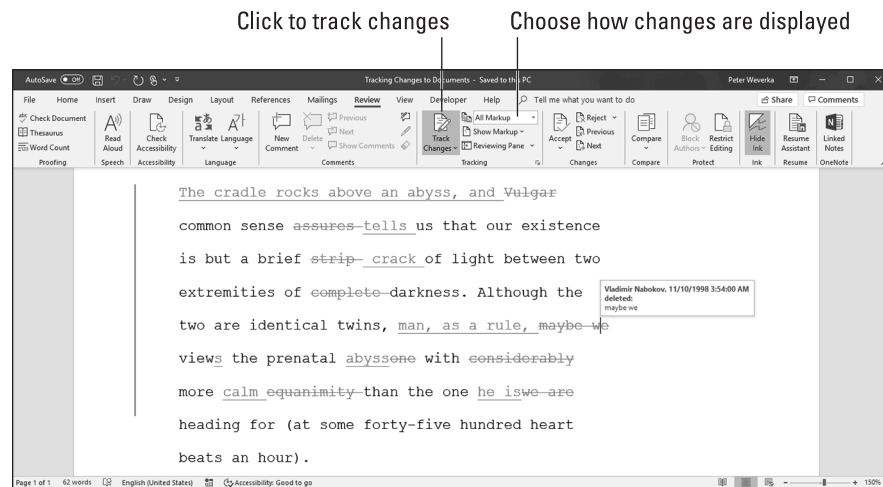 Click to track changes Choose how changes are displayed
AutoSave Off Tracking Changes to Documents - Saved to this PC Peter Weverka
File Home Insert Draw Design Layout References Mailings Review View Developer Help Tell me what you want to do Share Comments
abc Check Document
Thesaurus
Word Count
Proofing
Read Aloud
Speech
Check Accessibility
Accessibility
Translate Language
Language
New Comment
Delete
Previous
Next
Show Comments
Comments
Track Changes
All Markup
Show Markup
Reviewing Pane
Tracking
Accept
Reject
Previous
Next
Changes
Compare
Compare
Block Authors
Restrict Editing
Protect
Hide Ink
Ink
Resume Assistant
Resume
Linked Notes
OneNote
The cradle rocks above an abyss, and Vulgar
common sense assures tells us that our existence
is but a brief strip crack of light between two
extremities of complete darkness. Although the
two are identical twins, man, as a rule, maybe we
views the prenatal abyssone with considerably
more calm equanimity than the one he iswe are
heading for (at some forty-five hundred heart
beats an hour).
Vladimir Nabokov, 11/10/1998 3:54:00 AM
deleted:
maybe we
Page 1 of 1 62 words English (United States) Accessibility: Good to go 150%